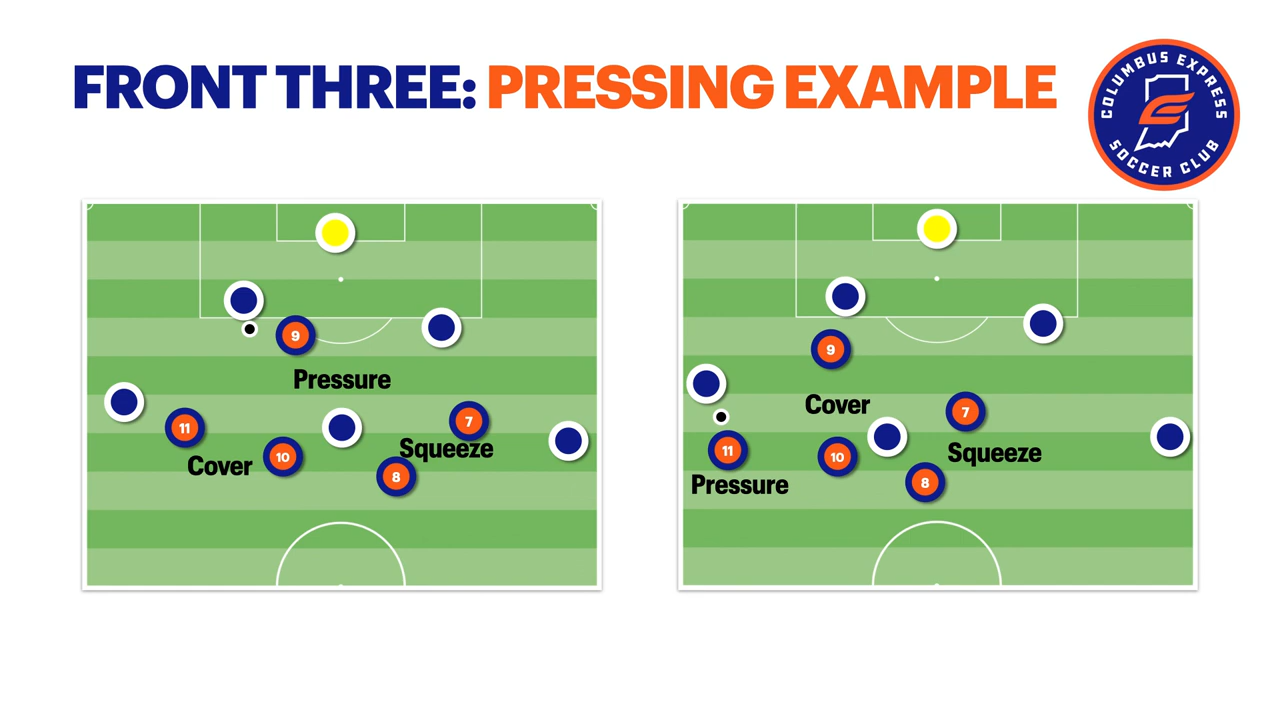 FRONT THREE: PRESSING EXAMPLE
COLUMBUS EXPRESS
SOCCER CLUB
9
Pressure
11
7
Squeeze
Cover
10
8
9
Cover
7
11
10
Squeeze
Pressure
8